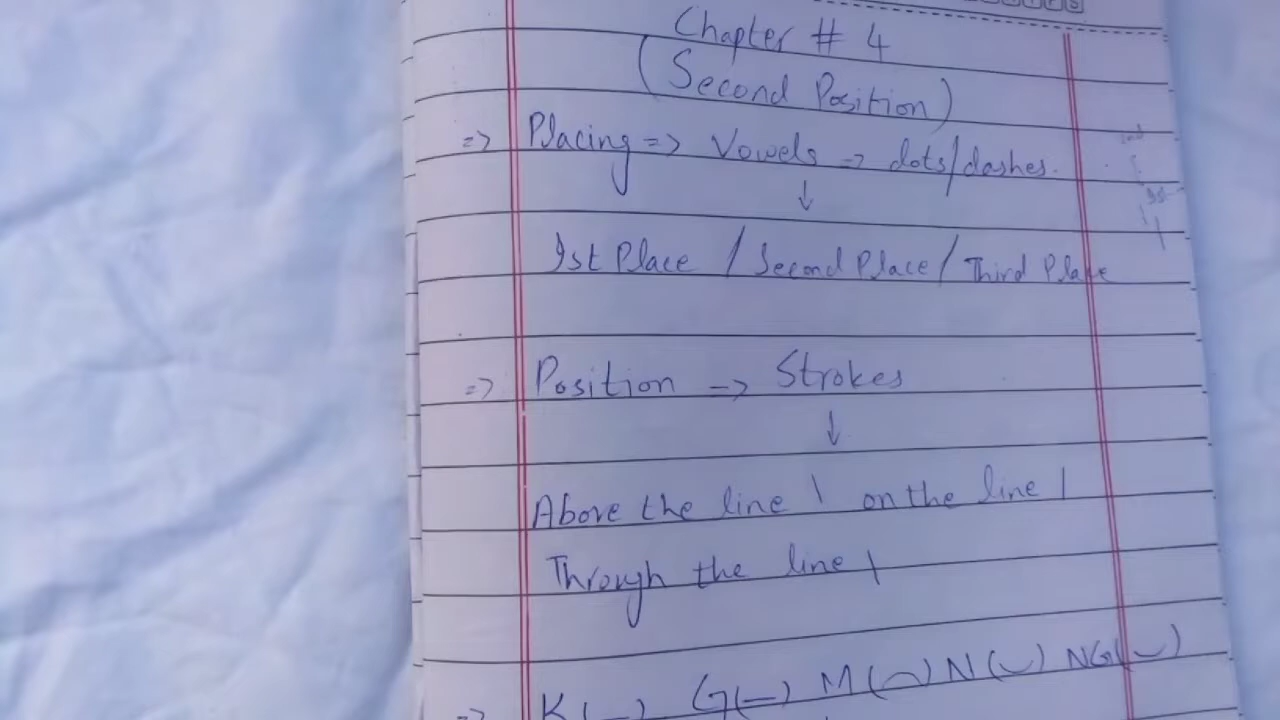 Chapter # 4
(Second Position)
=> Placing => Vowels -> dots/dashes.
↓
1st Place / Second Place / Third Place
=> Position => Strokes
↓
Above the line \ on the line |
Through the line \
=> K(—) G(—) M(⌒) N(‿) NG(‿)